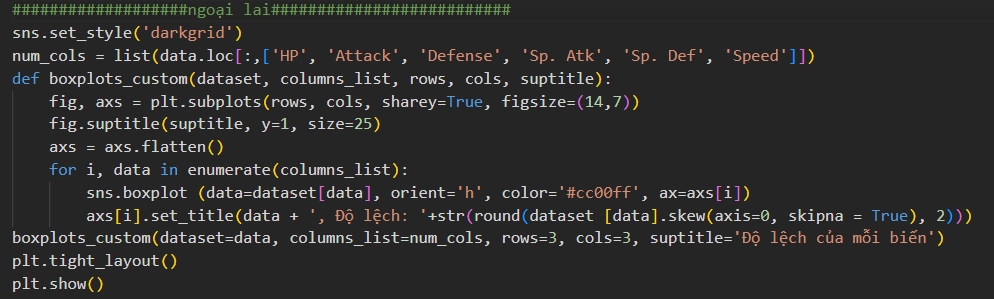 ###################ngoại lai##########################
sns.set_style('darkgrid')
num_cols = list(data.loc[:,['HP', 'Attack', 'Defense', 'Sp. Atk', 'Sp. Def', 'Speed']])
def boxplots_custom(dataset, columns_list, rows, cols, suptitle):
    fig, axs = plt.subplots(rows, cols, sharey=True, figsize=(14,7))
    fig.suptitle(suptitle, y=1, size=25)
    axs = axs.flatten()
    for i, data in enumerate(columns_list):
        sns.boxplot (data=dataset[data], orient='h', color='#cc00ff', ax=axs[i])
        axs[i].set_title(data + ', Độ lệch: '+str(round(dataset [data].skew(axis=0, skipna = True), 2)))
boxplots_custom(dataset=data, columns_list=num_cols, rows=3, cols=3, suptitle='Độ lệch của mỗi biến')
plt.tight_layout()
plt.show()